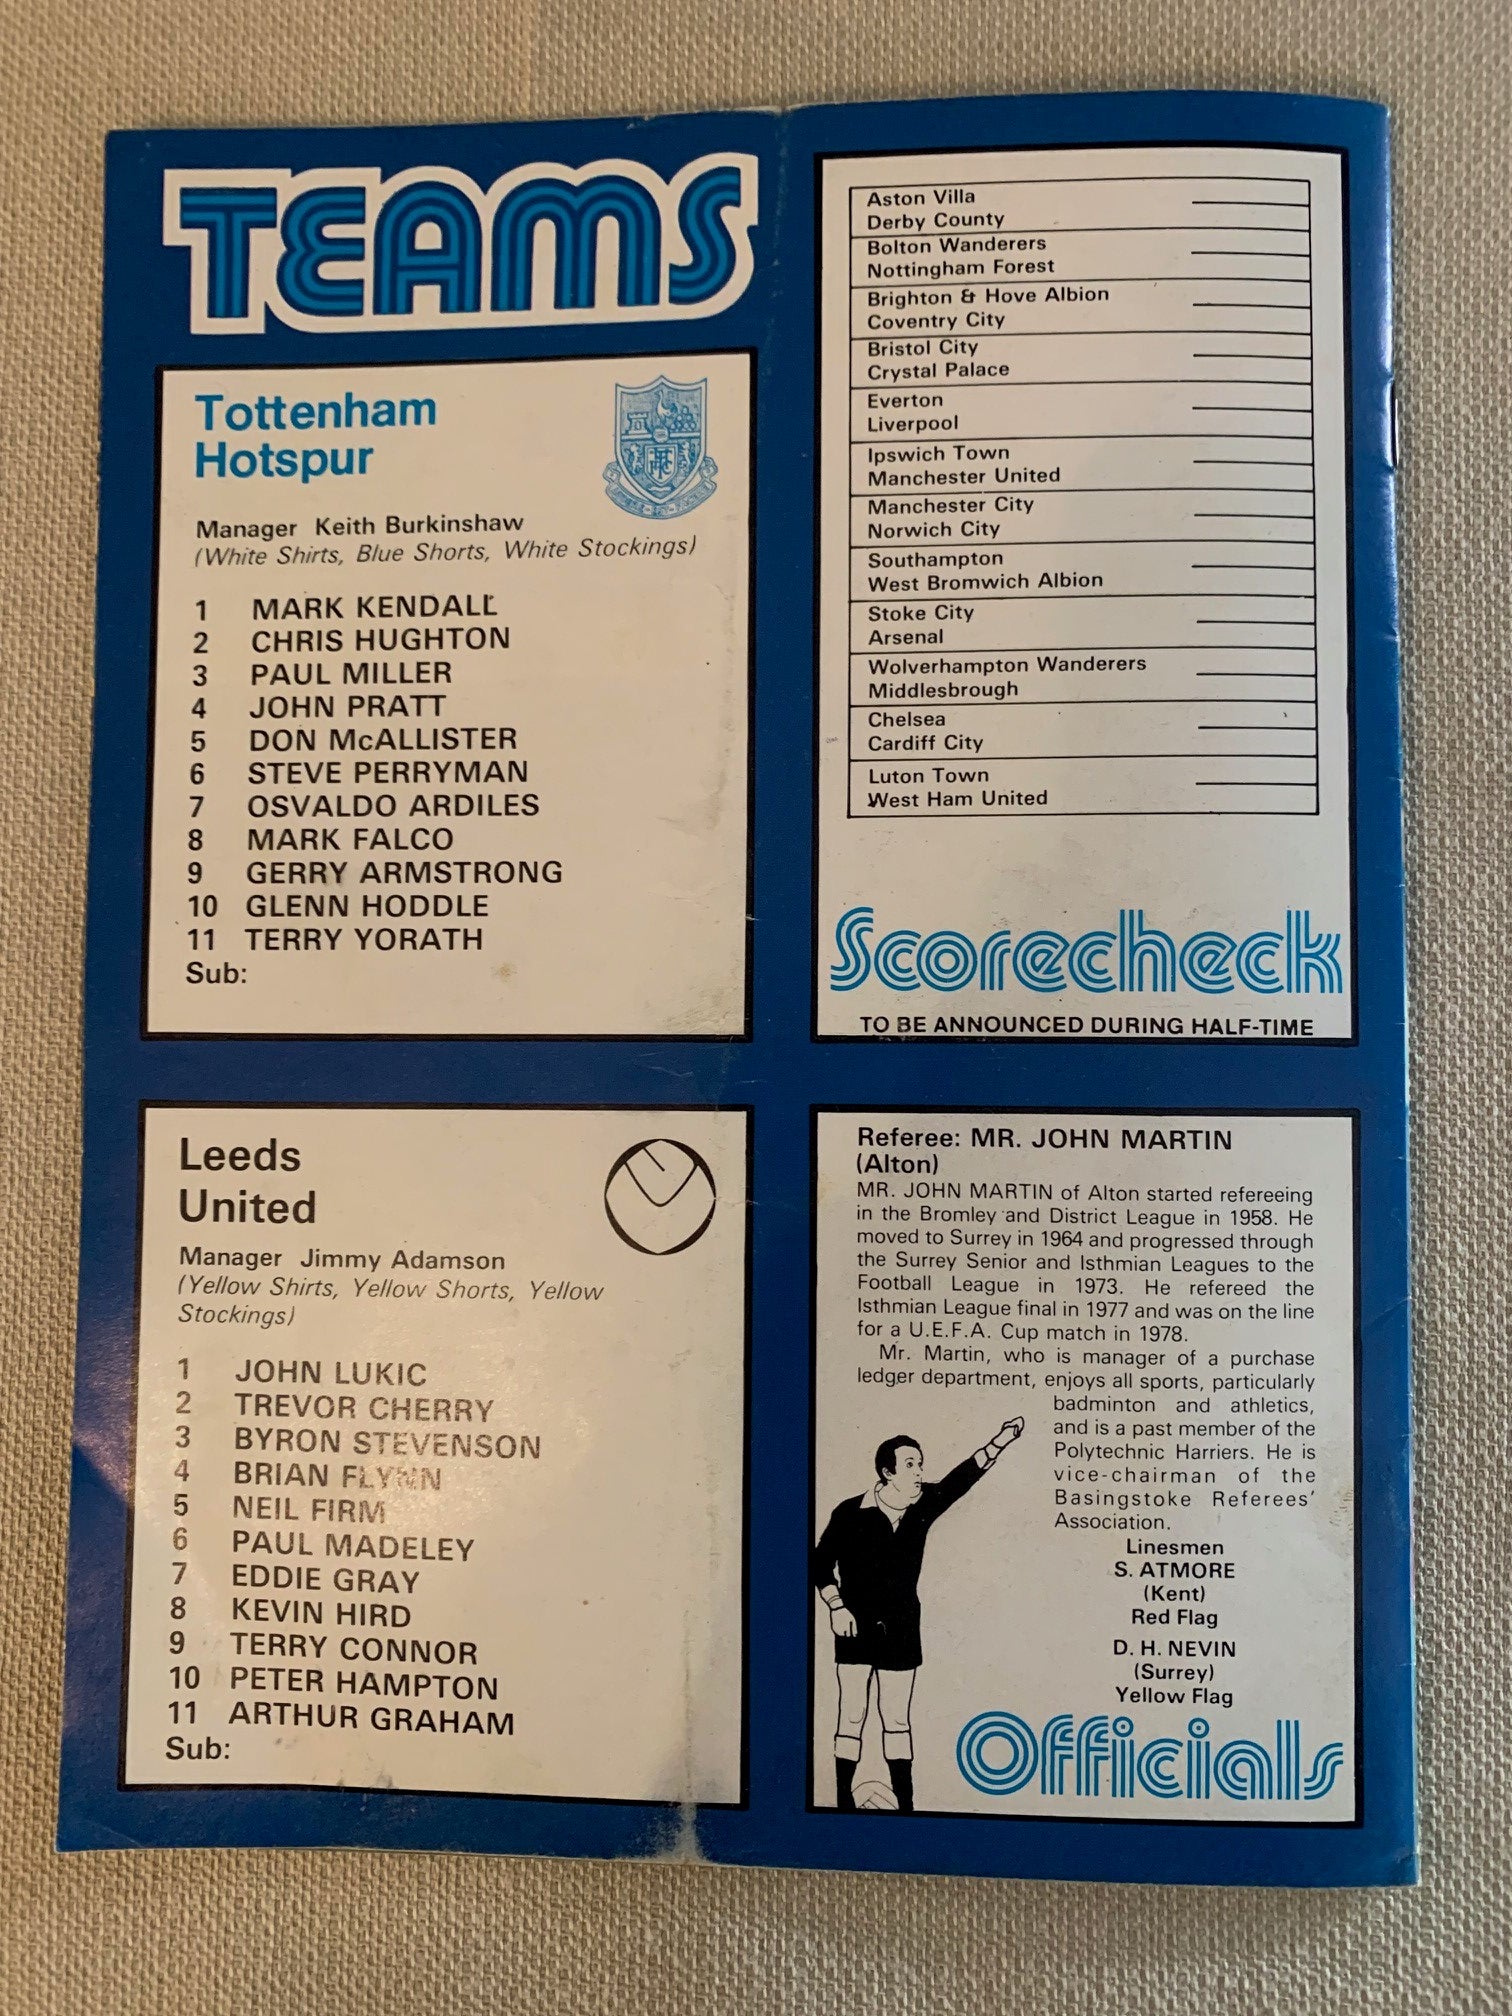 TEAMS
Tottenham
Hotspur
Manager Keith Burkinshaw
(White Shirts, Blue Shorts, White Stockings)
1 MARK KENDALL
2 CHRIS HUGHTON
3 PAUL MILLER
4 JOHN PRATT
5 DON McALLISTER
6 STEVE PERRYMAN
7 OSVALDO ARDILES
8 MARK FALCO
9 GERRY ARMSTRONG
10 GLENN HODDLE
11 TERRY YORATH
Sub:
Leeds
United
Manager Jimmy Adamson
(Yellow Shirts, Yellow Shorts, Yellow
Stockings)
1 JOHN LUKIC
2 TREVOR CHERRY
3 BYRON STEVENSON
4 BRIAN FLYNN
5 NEIL FIRM
6 PAUL MADELEY
7 EDDIE GRAY
8 KEVIN HIRD
9 TERRY CONNOR
10 PETER HAMPTON
11 ARTHUR GRAHAM
Sub:
Aston Villa
Derby County
Bolton Wanderers
Nottingham Forest
Brighton & Hove Albion
Coventry City
Bristol City
Crystal Palace
Everton
Liverpool
Ipswich Town
Manchester United
Manchester City
Norwich City
Southampton
West Bromwich Albion
Stoke City
Arsenal
Wolverhampton Wanderers
Middlesbrough
Chelsea
Cardiff City
Luton Town
West Ham United
Scorecheck
TO BE ANNOUNCED DURING HALF-TIME
Referee: MR. JOHN MARTIN
(Alton)
MR. JOHN MARTIN of Alton started refereeing
in the Bromley and District League in 1958. He
moved to Surrey in 1964 and progressed through
the Surrey Senior and Isthmian Leagues to the
Football League in 1973. He refereed the
Isthmian League final in 1977 and was on the line
for a U.E.F.A. Cup match in 1978.
Mr. Martin, who is manager of a purchase
ledger department, enjoys all sports, particularly
badminton and athletics,
and is a past member of the
Polytechnic Harriers. He is
vice-chairman of the
Basingstoke Referees'
Association.
Linesmen
S. ATMORE
(Kent)
Red Flag
D. H. NEVIN
(Surrey)
Yellow Flag
Officials